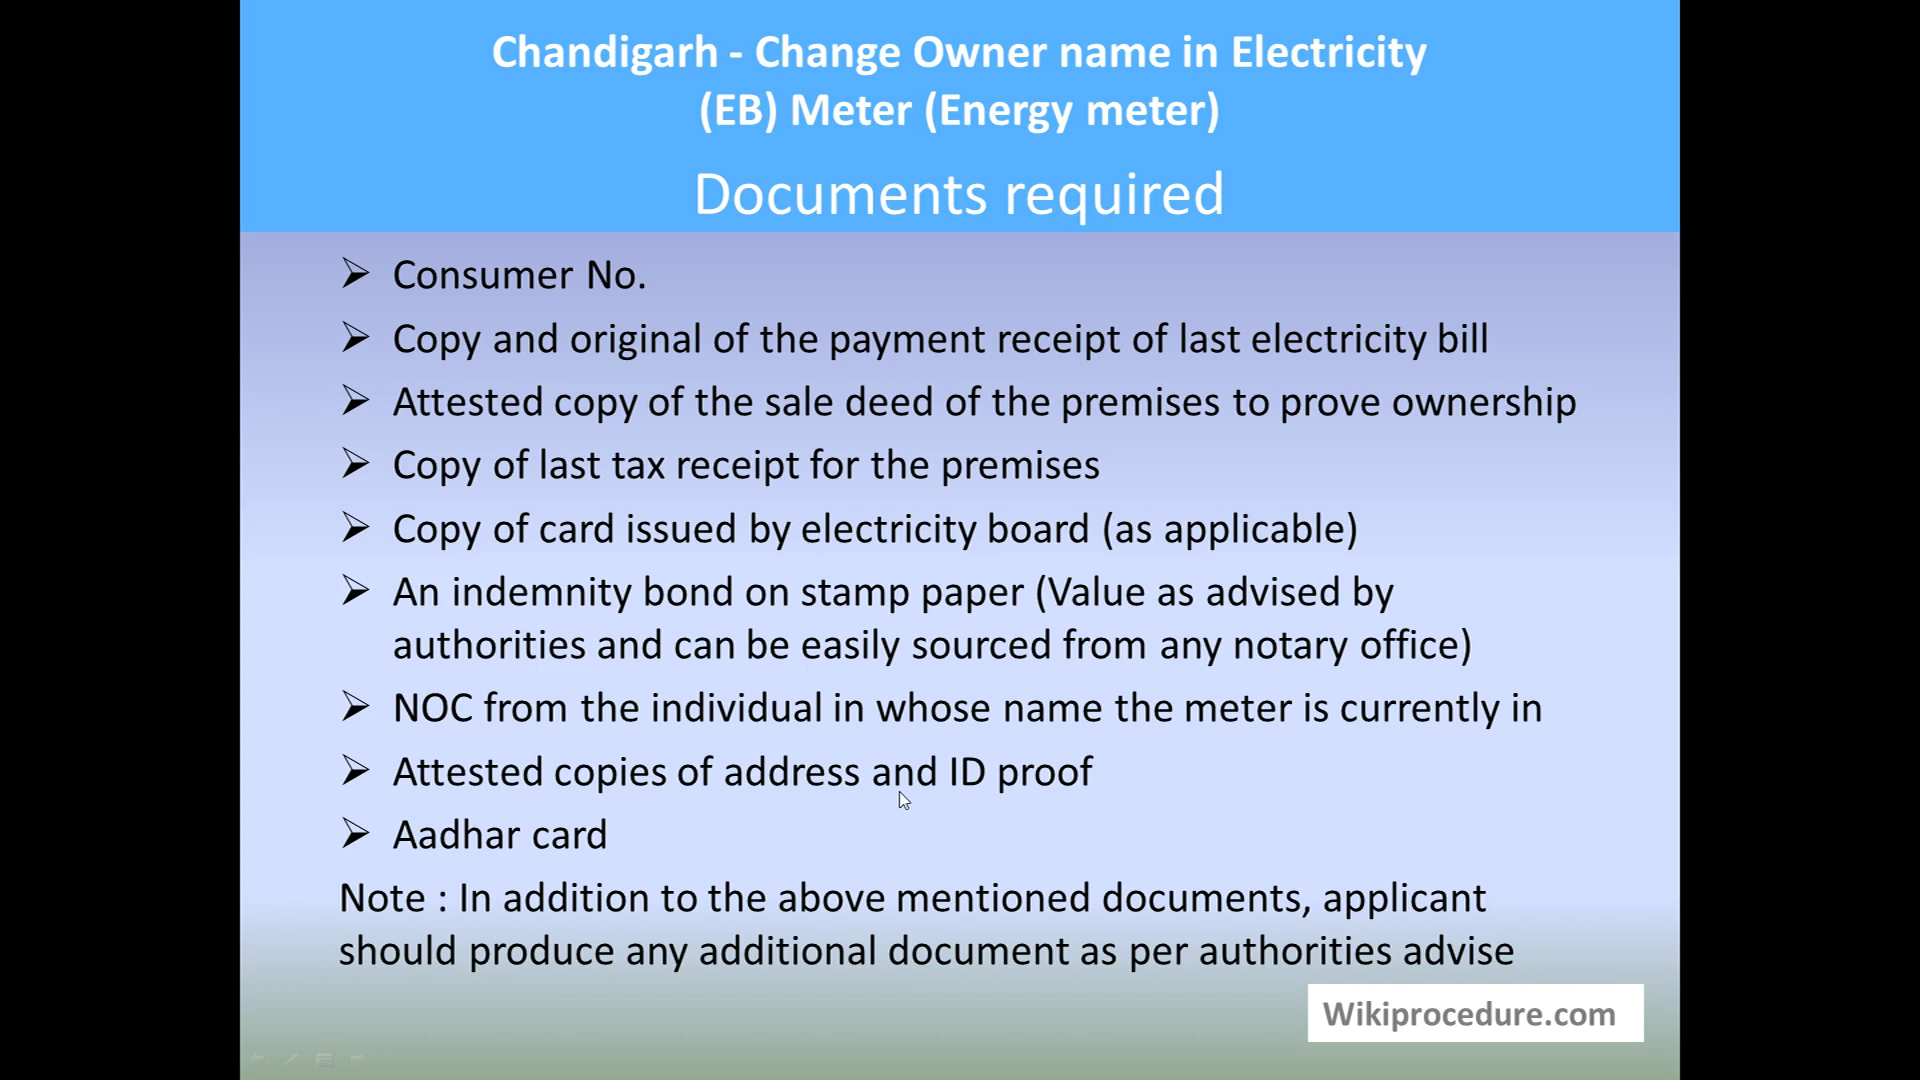 Chandigarh - Change Owner name in Electricity
(EB) Meter (Energy meter)
Documents required
➢ Consumer No.
➢ Copy and original of the payment receipt of last electricity bill
➢ Attested copy of the sale deed of the premises to prove ownership
➢ Copy of last tax receipt for the premises
➢ Copy of card issued by electricity board (as applicable)
➢ An indemnity bond on stamp paper (Value as advised by
authorities and can be easily sourced from any notary office)
➢ NOC from the individual in whose name the meter is currently in
➢ Attested copies of address and ID proof
➢ Aadhar card
Note : In addition to the above mentioned documents, applicant
should produce any additional document as per authorities advise
Wikiprocedure.com